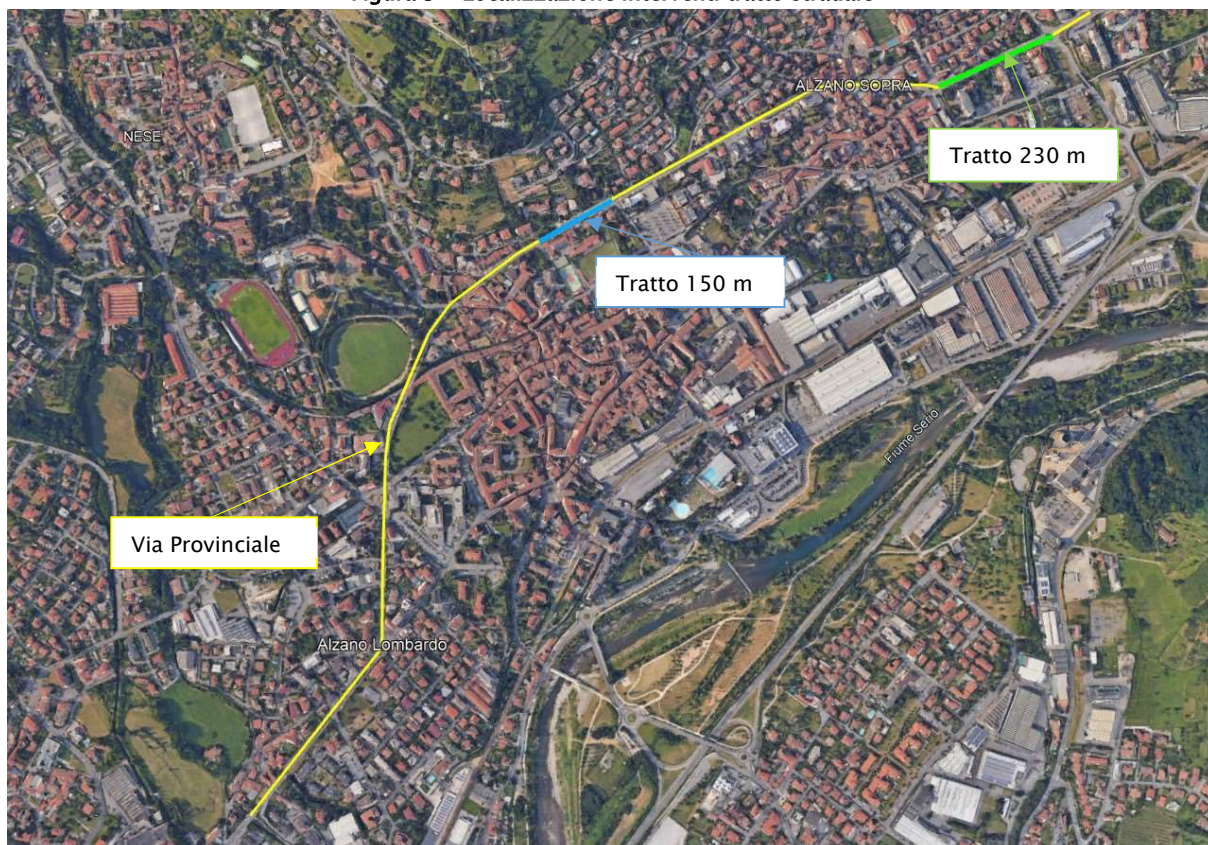 ALZANO SOPRA
NESE
Tratto 230 m
Tratto 150 m
Fiume Serio
Via Provinciale
Alzano Lombardo